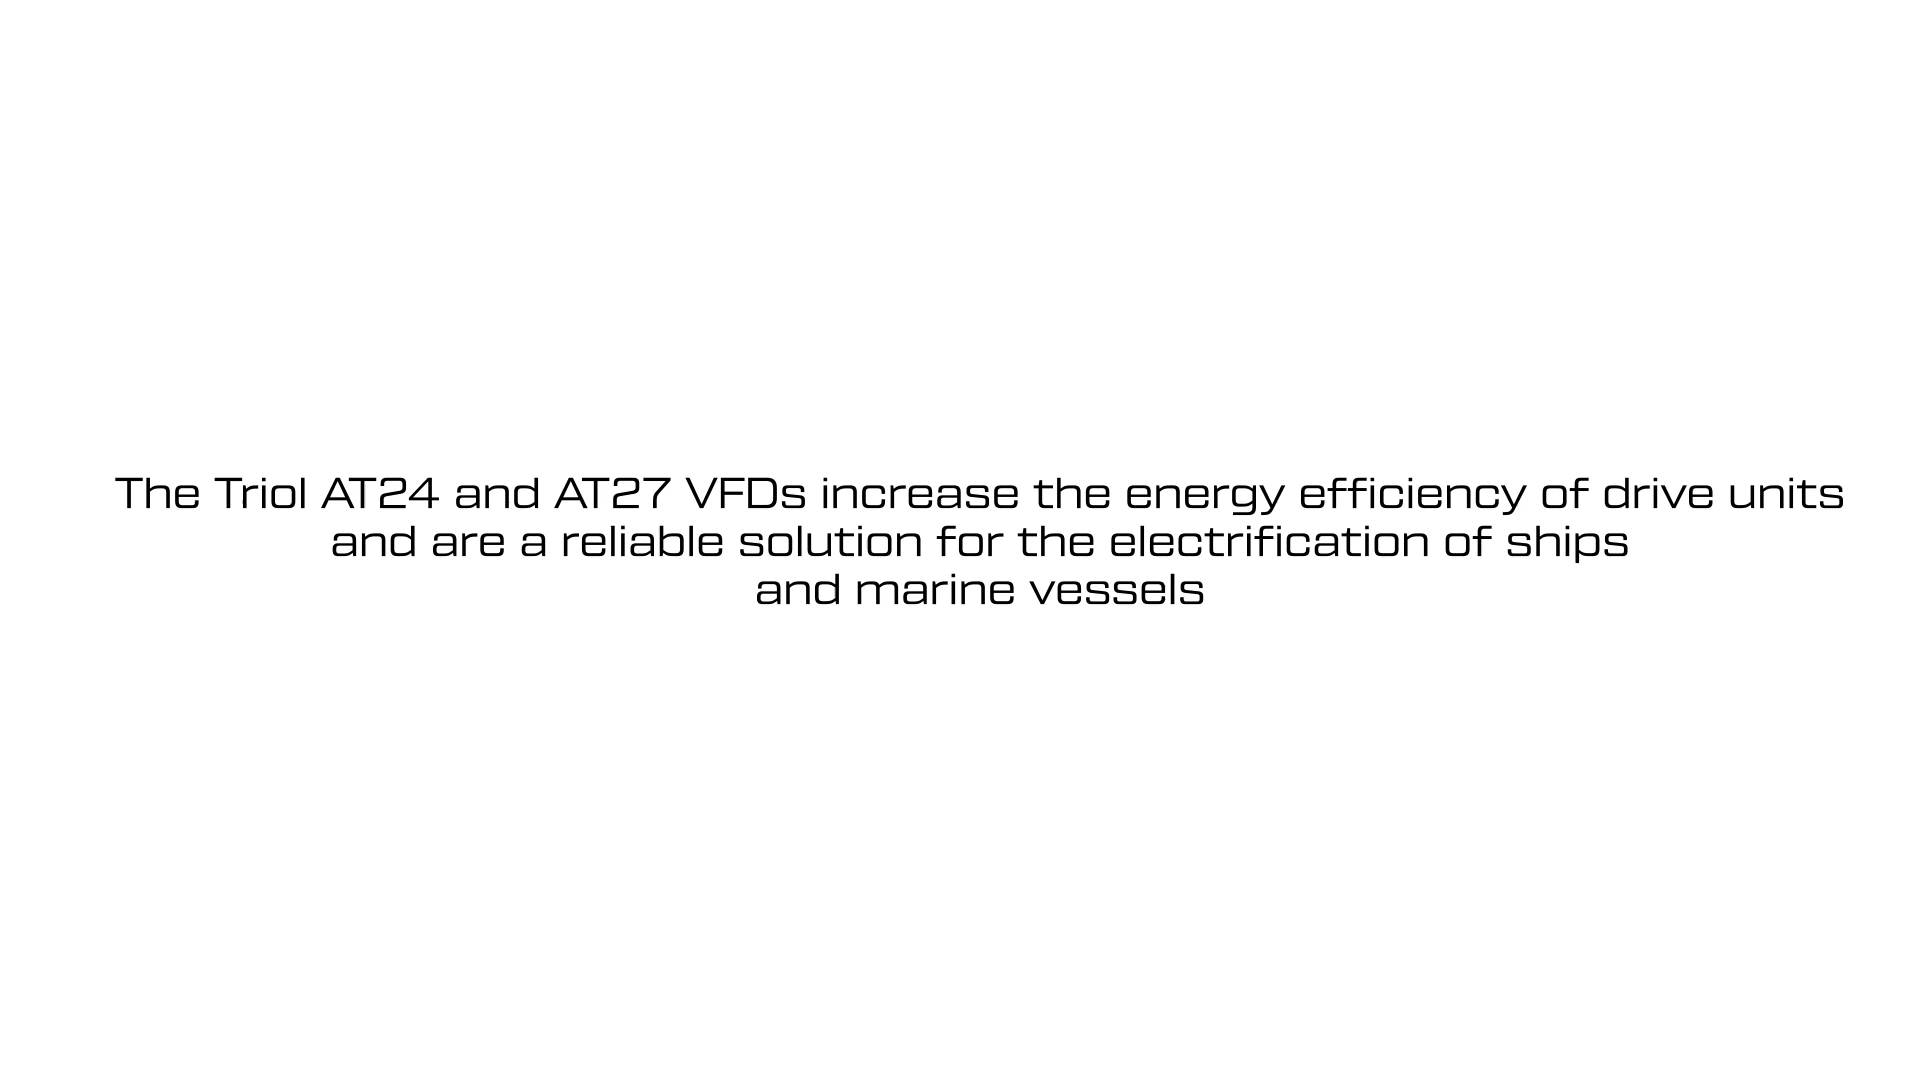 The Triol AT24 and AT27 VFDs increase the energy efficiency of drive units
and are a reliable solution for the electrification of ships
and marine vessels